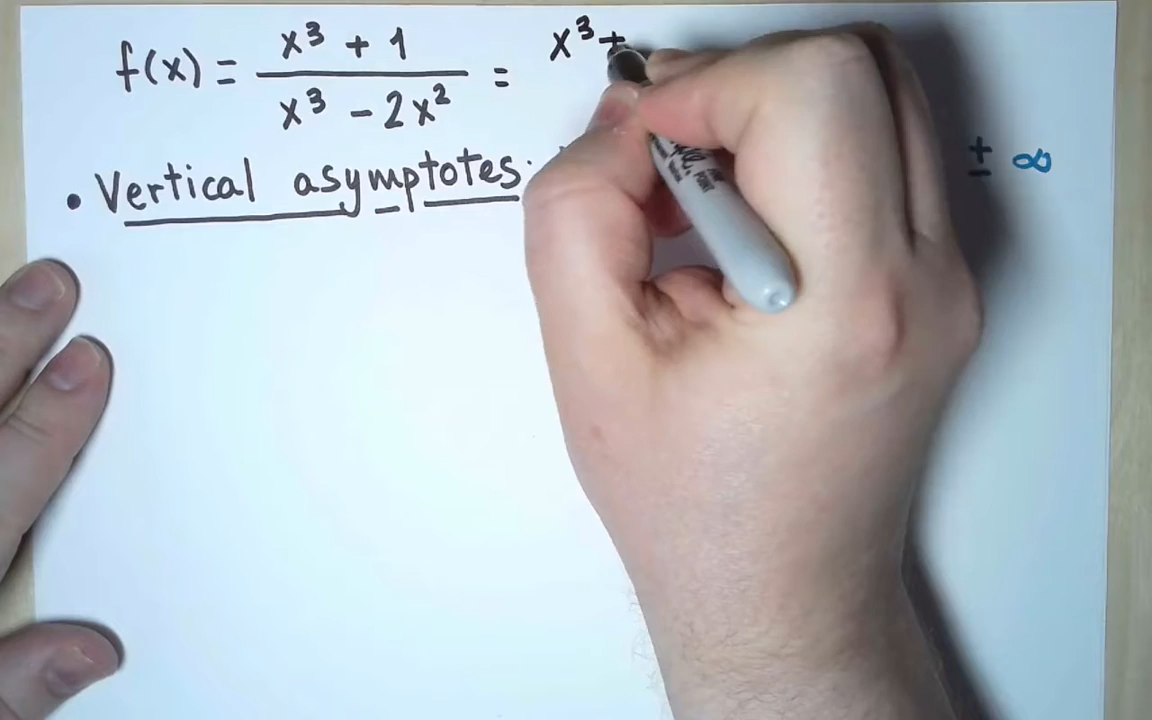 f(x) = x³ + 1 / x³ - 2x² = x³ +
• Vertical asymptotes: ± ∞